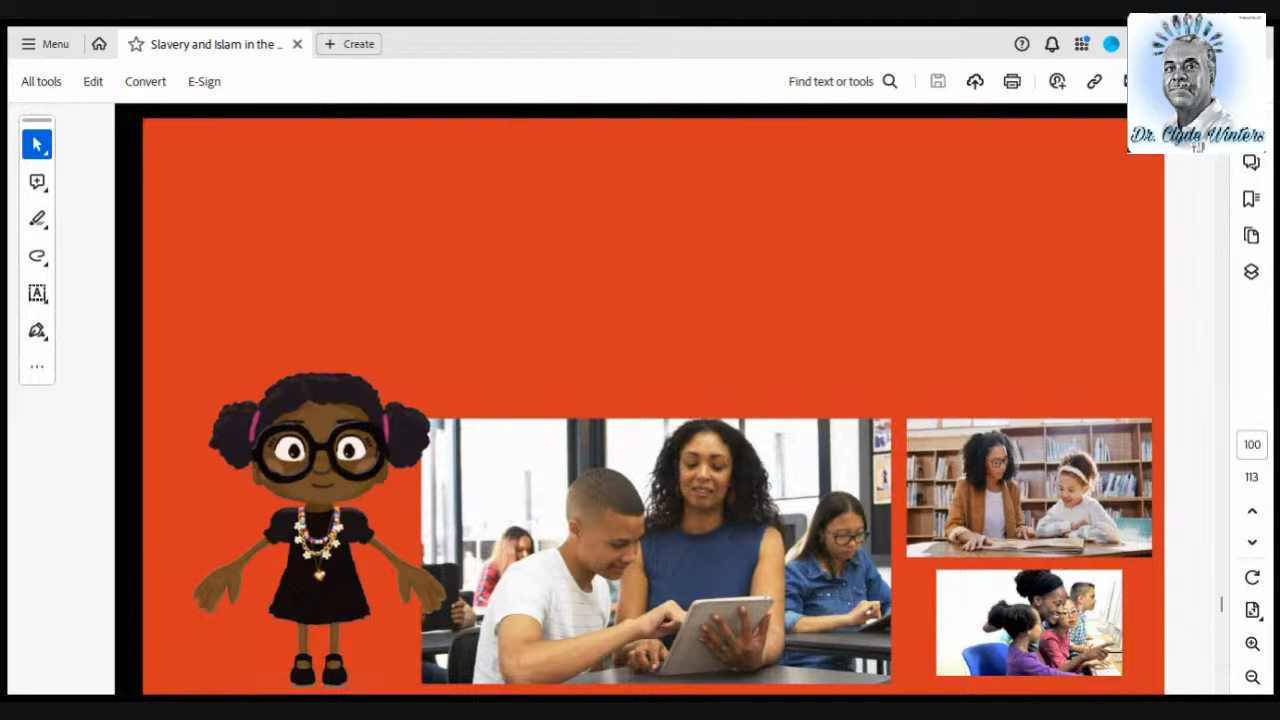 Menu
Slavery and Islam in the ..
Create
All tools
Edit
Convert
E-Sign
Find text or tools
Dr. Clyde Winters
100
113